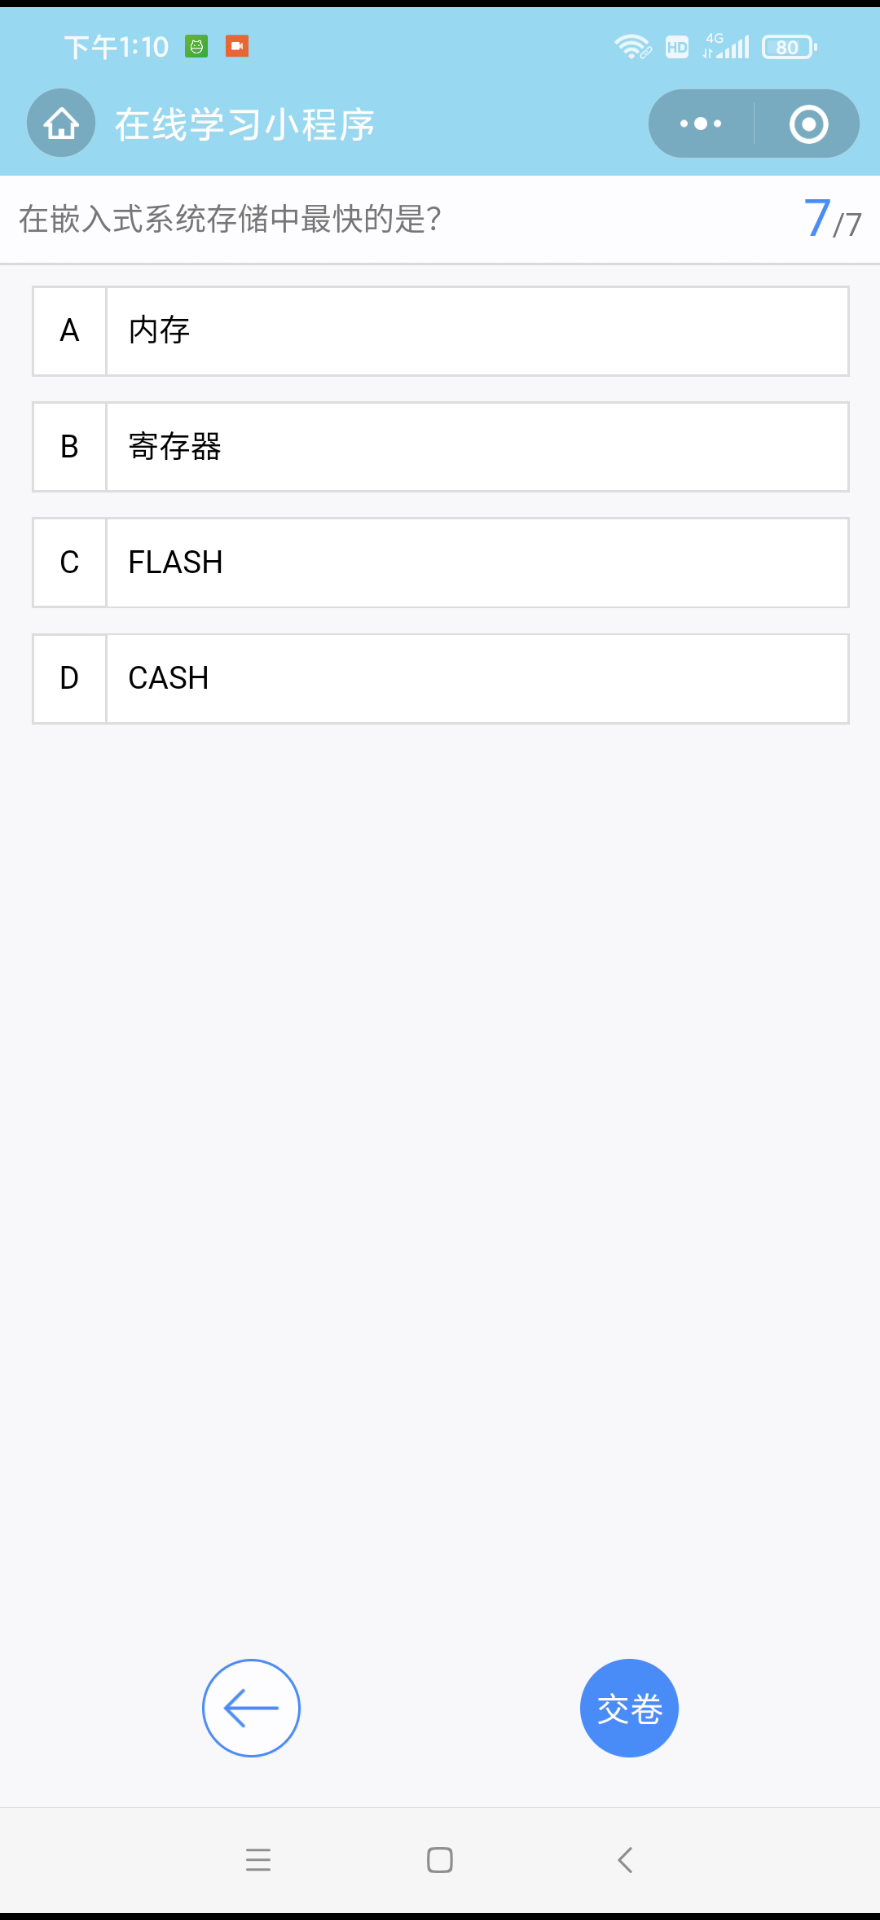 下午1:10 HD 4G 80
在线学习小程序
在嵌入式系统存储中最快的是? 7/7
A 内存
B 寄存器
C FLASH
D CASH
交卷